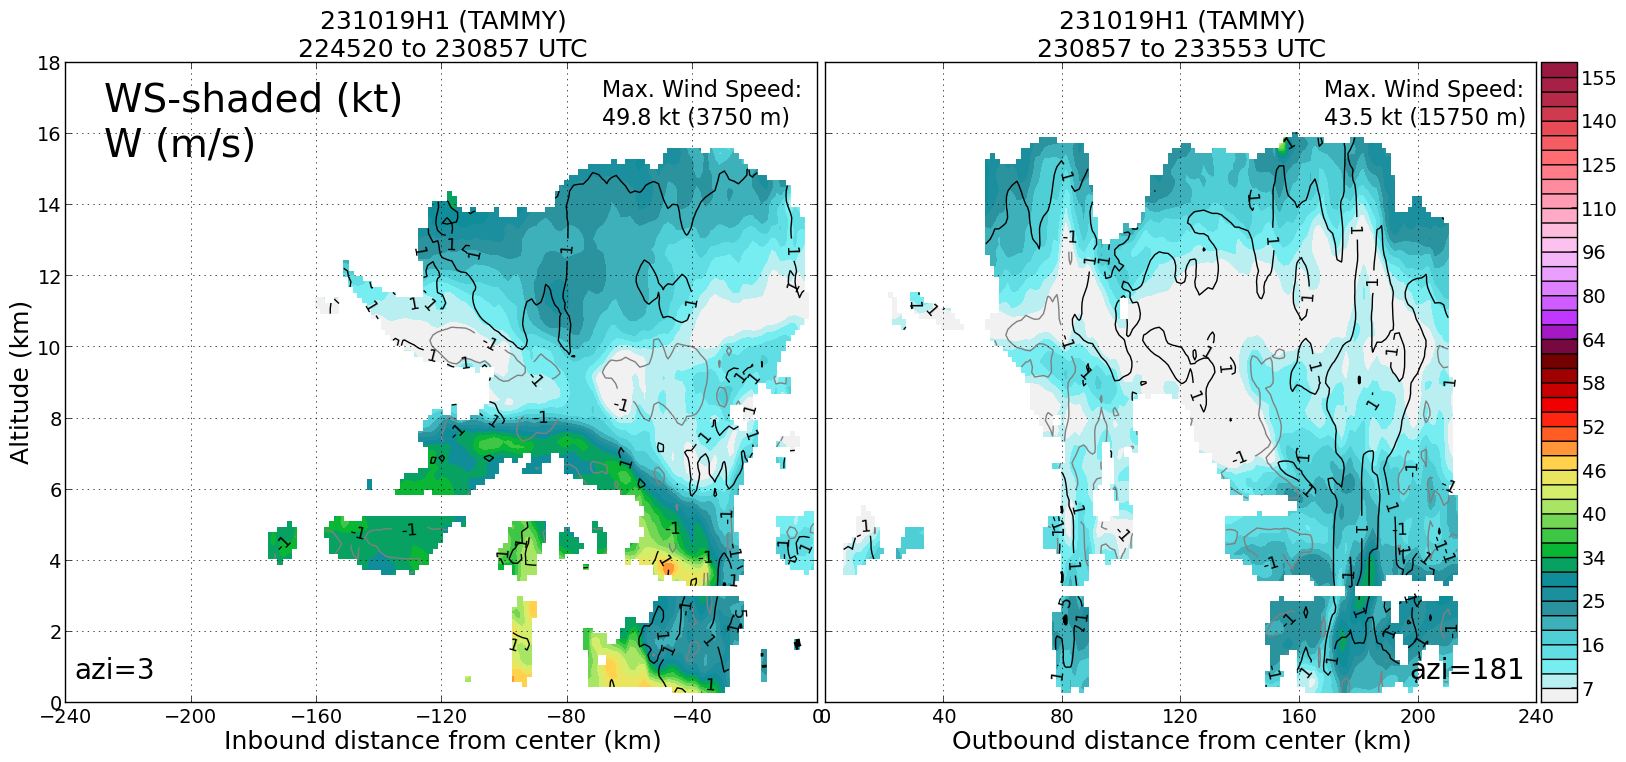 231019H1 (TAMMY)
224520 to 230857 UTC
231019H1 (TAMMY)
230857 to 233553 UTC
WS-shaded (kt)
W (m/s)
Max. Wind Speed:
49.8 kt (3750 m)
Max. Wind Speed:
43.5 kt (15750 m)
18
16
14
12
10
8
6
4
2
0
Altitude (km)
azi=3
azi=181
−240
−200
−160
−120
−80
−40
0
0
40
80
120
160
200
240
Inbound distance from center (km)
Outbound distance from center (km)
155
140
125
110
96
80
64
58
52
46
40
34
25
16
7